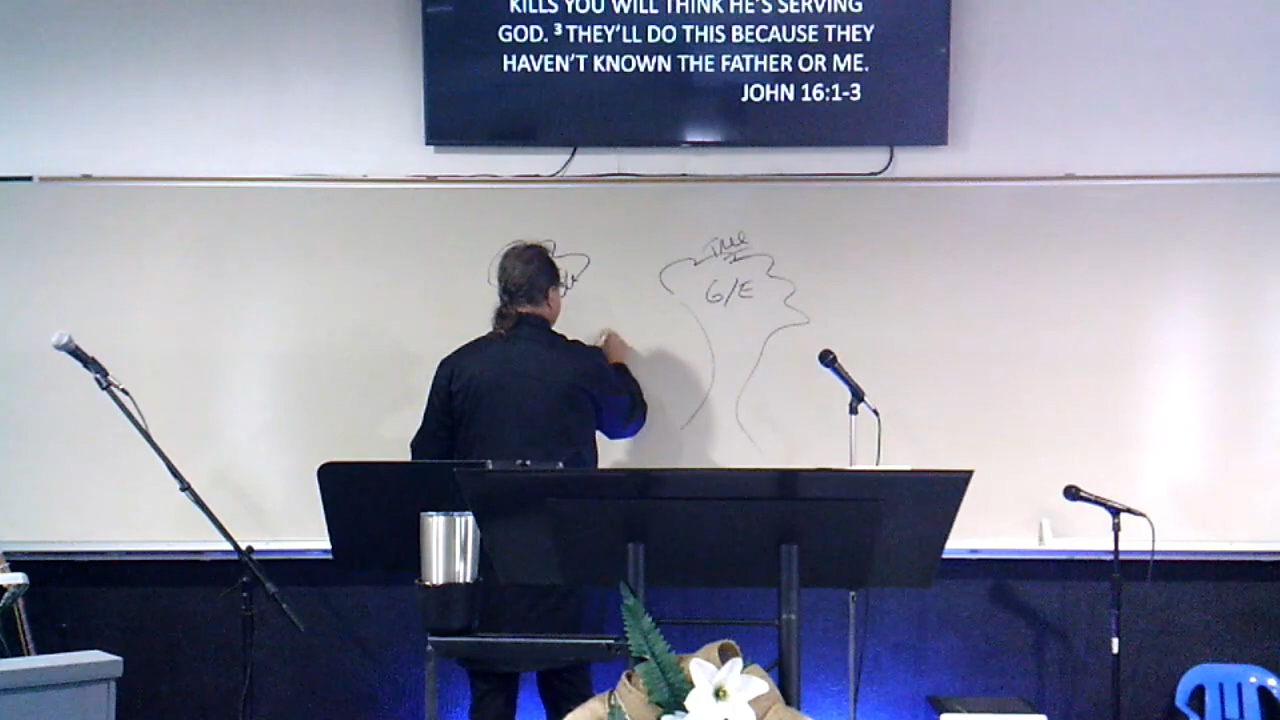 KILLS YOU WILL THINK HE'S SERVING
GOD. ³ THEY'LL DO THIS BECAUSE THEY
HAVEN'T KNOWN THE FATHER OR ME.
JOHN 16:1-3
G/E